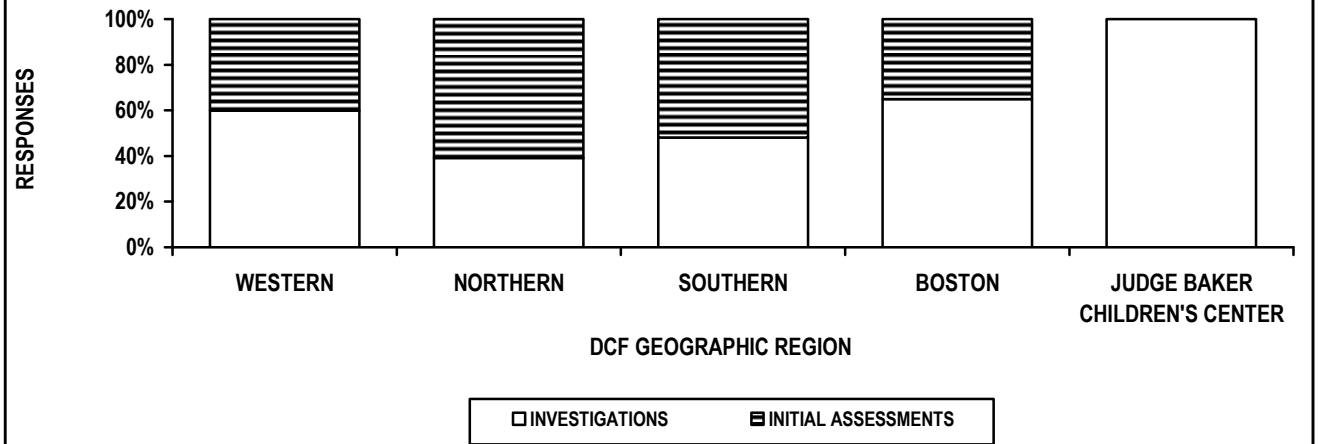 RESPONSES
100%
80%
60%
40%
20%
0%
WESTERN
NORTHERN
SOUTHERN
BOSTON
JUDGE BAKER
CHILDREN'S CENTER
DCF GEOGRAPHIC REGION
INVESTIGATIONS
INITIAL ASSESSMENTS